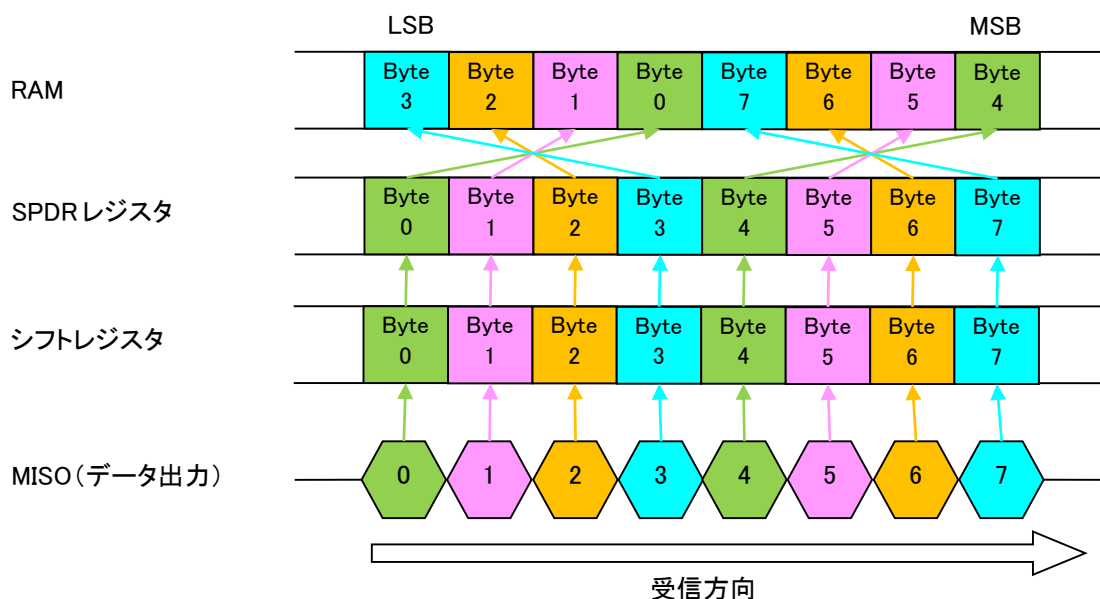 LSB MSB
RAM Byte Byte Byte Byte Byte Byte Byte Byte
3 2 1 0 7 6 5 4
SPDRレジスタ Byte Byte Byte Byte Byte Byte Byte Byte
0 1 2 3 4 5 6 7
シフトレジスタ Byte Byte Byte Byte Byte Byte Byte Byte
0 1 2 3 4 5 6 7
MISO(データ出力) 0 1 2 3 4 5 6 7
受信方向